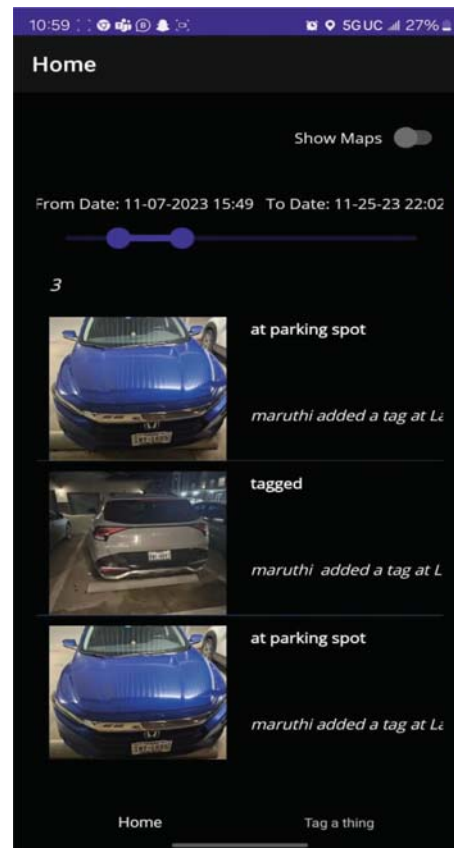 10:59 5G UC 27%
Home
Show Maps
From Date: 11-07-2023 15:49 To Date: 11-25-23 22:02
3
at parking spot
maruthi added a tag at La
tagged
maruthi added a tag at L
at parking spot
maruthi added a tag at La
Home Tag a thing